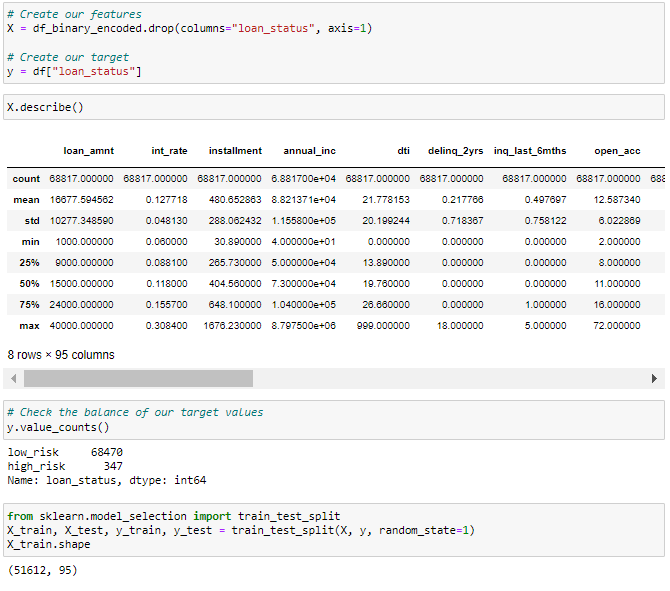 # Create our features
X = df_binary_encoded.drop(columns="loan_status", axis=1)
# Create our target
y = df["loan_status"]
X.describe()
loan_amnt int_rate installment annual_inc dti delinq_2yrs inq_last_6mths open_acc
count 68817.000000 68817.000000 68817.000000 6.881700e+04 68817.000000 68817.000000 68817.000000 68817.000000 688
mean 16677.594562 0.127718 480.652863 8.821371e+04 21.778153 0.217766 0.497697 12.587340
std 10277.348590 0.048130 288.062432 1.155800e+05 20.199244 0.718367 0.758122 6.022869
min 1000.000000 0.060000 30.890000 4.000000e+01 0.000000 0.000000 0.000000 2.000000
25% 9000.000000 0.088100 265.730000 5.000000e+04 13.890000 0.000000 0.000000 8.000000
50% 15000.000000 0.118000 404.560000 7.300000e+04 19.760000 0.000000 0.000000 11.000000
75% 24000.000000 0.155700 648.100000 1.040000e+05 26.660000 0.000000 1.000000 16.000000
max 40000.000000 0.308400 1676.230000 8.797500e+06 999.000000 18.000000 5.000000 72.000000
8 rows × 95 columns
# Check the balance of our target values
y.value_counts()
low_risk 68470
high_risk 347
Name: loan_status, dtype: int64
from sklearn.model_selection import train_test_split
X_train, X_test, y_train, y_test = train_test_split(X, y, random_state=1)
X_train.shape
(51612, 95)